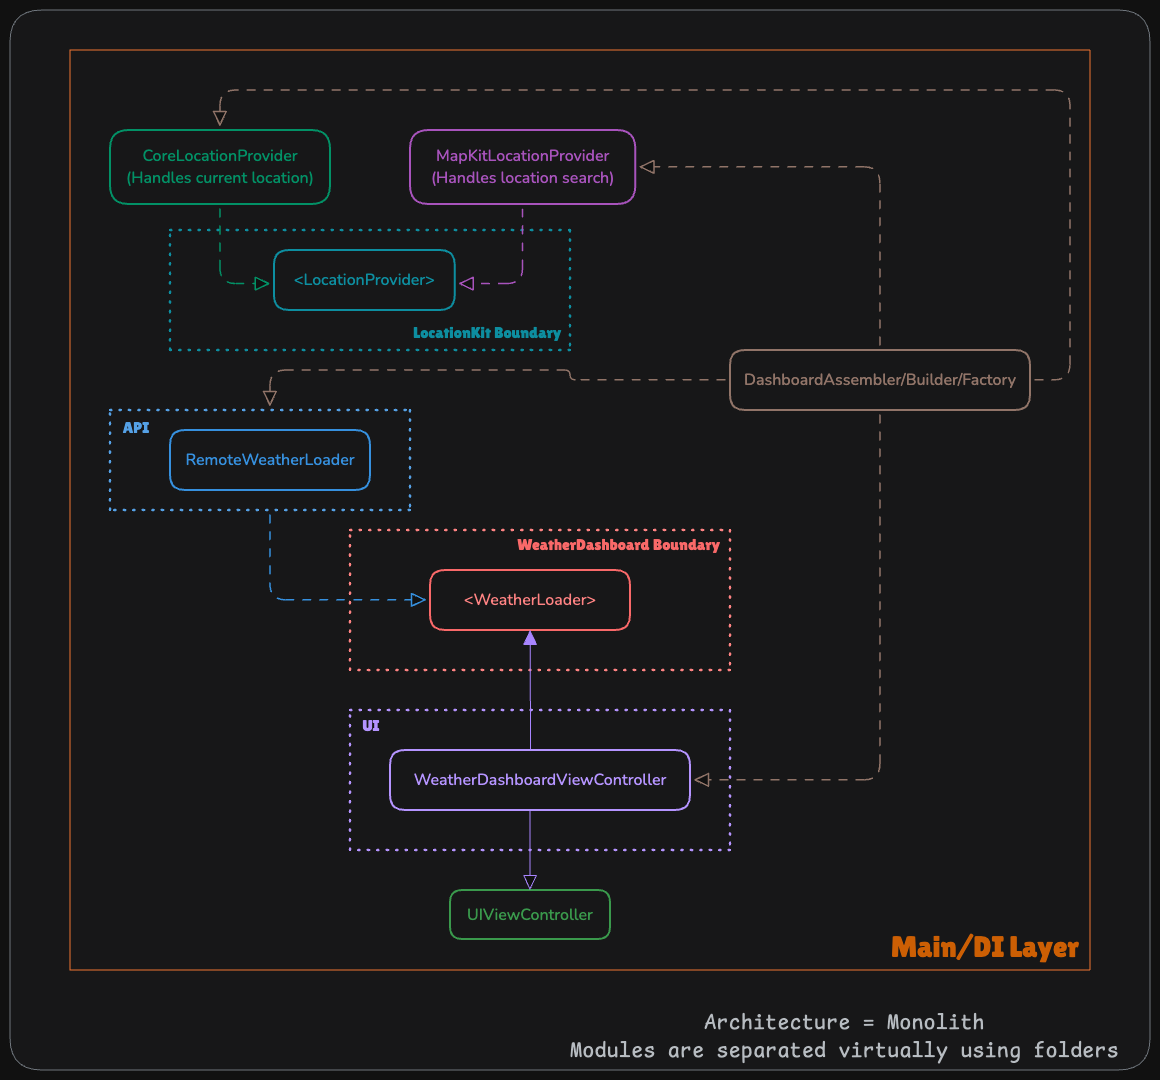 CoreLocationProvider
(Handles current location)
MapKitLocationProvider
(Handles location search)
<LocationProvider>
LocationKit Boundary
DashboardAssembler/Builder/Factory
API
RemoteWeatherLoader
WeatherDashboard Boundary
<WeatherLoader>
UI
WeatherDashboardViewController
UIViewController
Main/DI Layer
Architecture = Monolith
Modules are separated virtually using folders